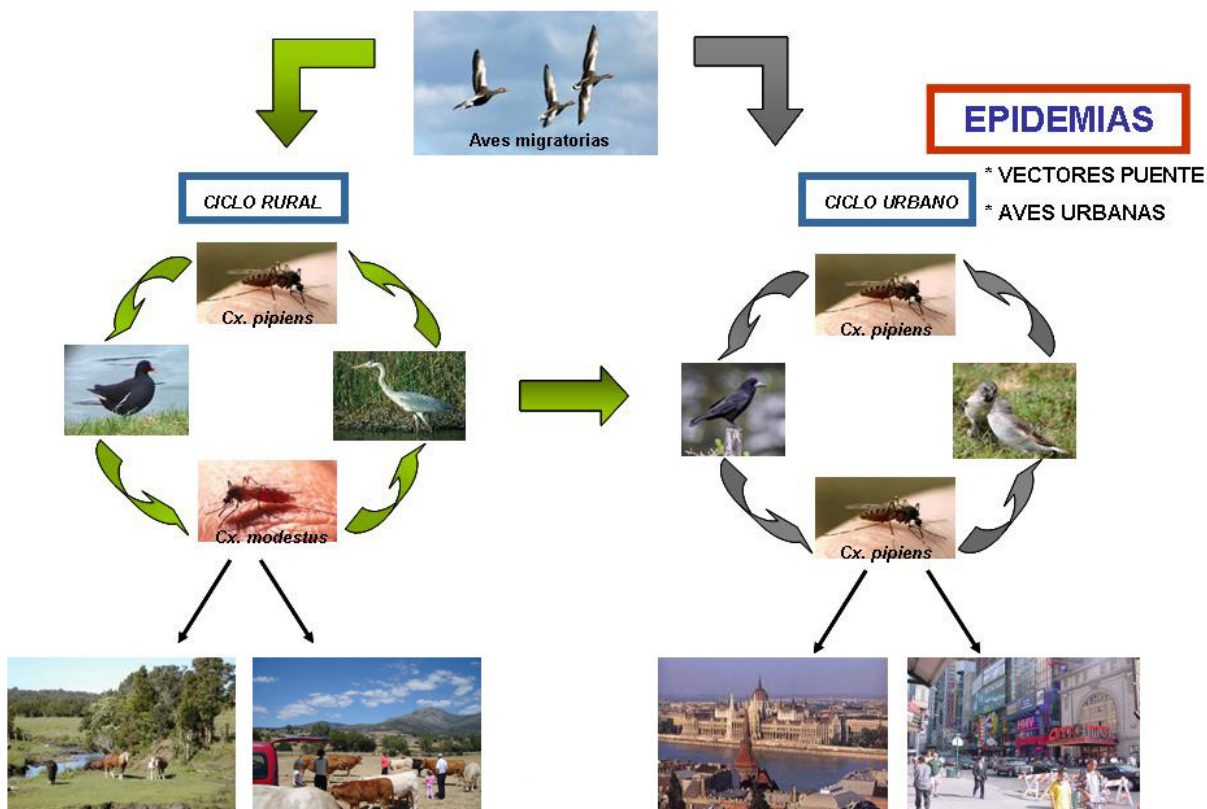 Aves migratorias
EPIDEMIAS
* VECTORES PUENTE
* AVES URBANAS
CICLO RURAL
CICLO URBANO
Cx. pipiens
Cx. modestus
Cx. pipiens
Cx. pipiens
HMV